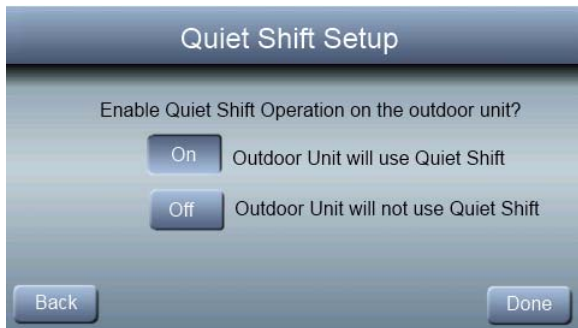 Quiet Shift Setup
Enable Quiet Shift Operation on the outdoor unit?
On Outdoor Unit will use Quiet Shift
Off Outdoor Unit will not use Quiet Shift
Back Done